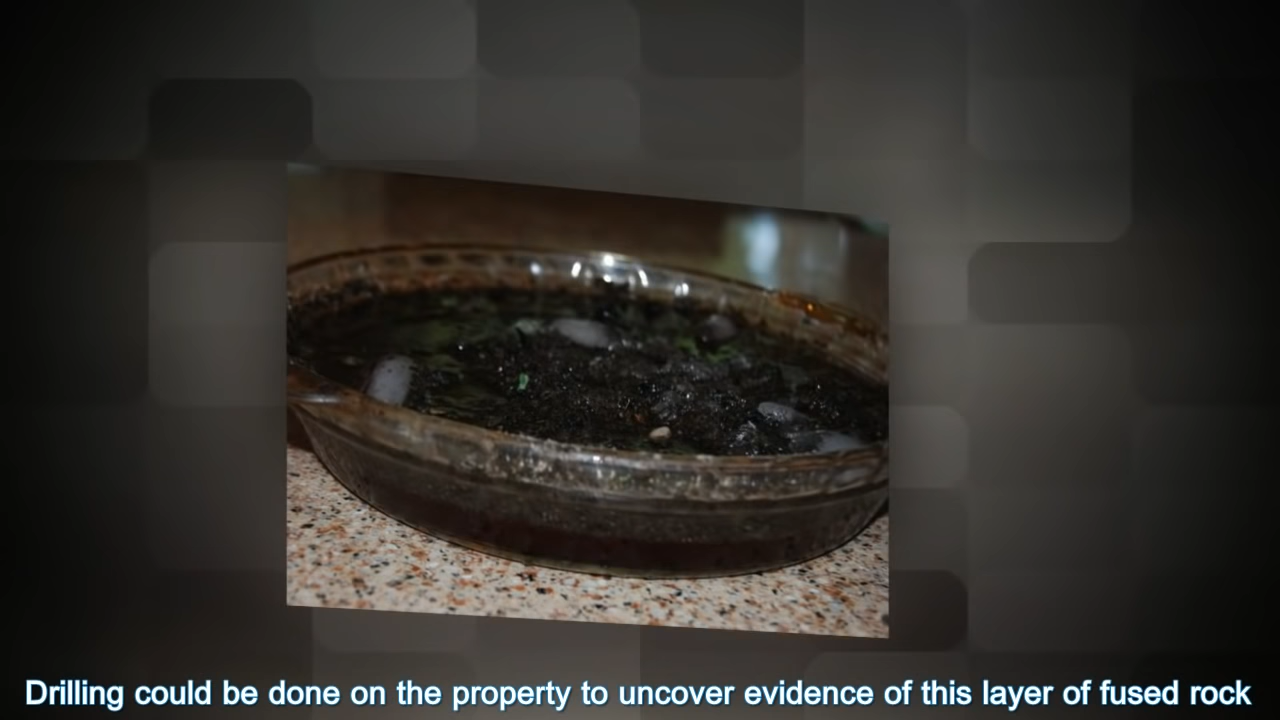 Drilling could be done on the property to uncover evidence of this layer of fused rock